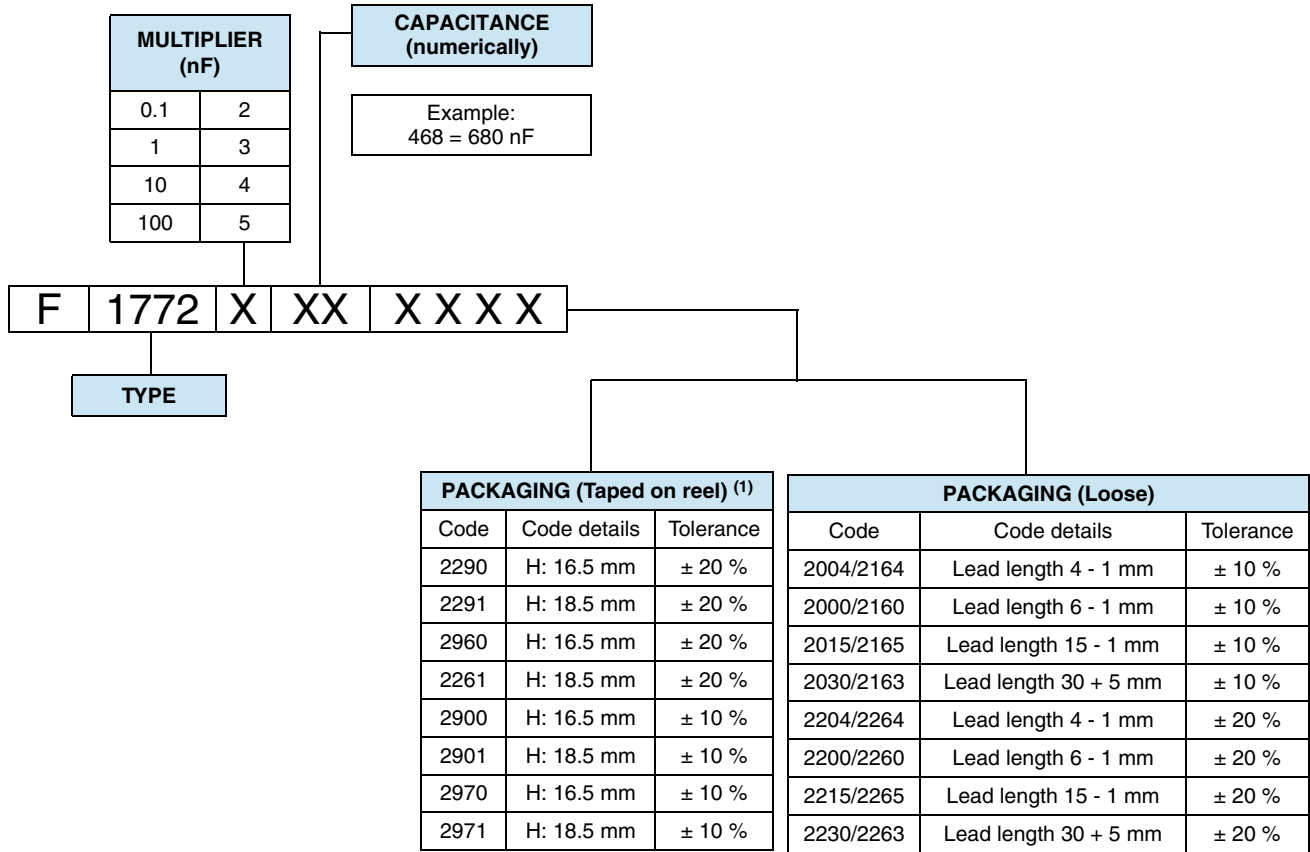 MULTIPLIER
(nF)
0.1 2
1 3
10 4
100 5
CAPACITANCE
(numerically)
Example:
468 = 680 nF
F 1772 X XX X X X X
TYPE
PACKAGING (Taped on reel) (1)
Code Code details Tolerance
2290 H: 16.5 mm ± 20 %
2291 H: 18.5 mm ± 20 %
2960 H: 16.5 mm ± 20 %
2261 H: 18.5 mm ± 20 %
2900 H: 16.5 mm ± 10 %
2901 H: 18.5 mm ± 10 %
2970 H: 16.5 mm ± 10 %
2971 H: 18.5 mm ± 10 %
PACKAGING (Loose)
Code Code details Tolerance
2004/2164 Lead length 4 - 1 mm ± 10 %
2000/2160 Lead length 6 - 1 mm ± 10 %
2015/2165 Lead length 15 - 1 mm ± 10 %
2030/2163 Lead length 30 + 5 mm ± 10 %
2204/2264 Lead length 4 - 1 mm ± 20 %
2200/2260 Lead length 6 - 1 mm ± 20 %
2215/2265 Lead length 15 - 1 mm ± 20 %
2230/2263 Lead length 30 + 5 mm ± 20 %